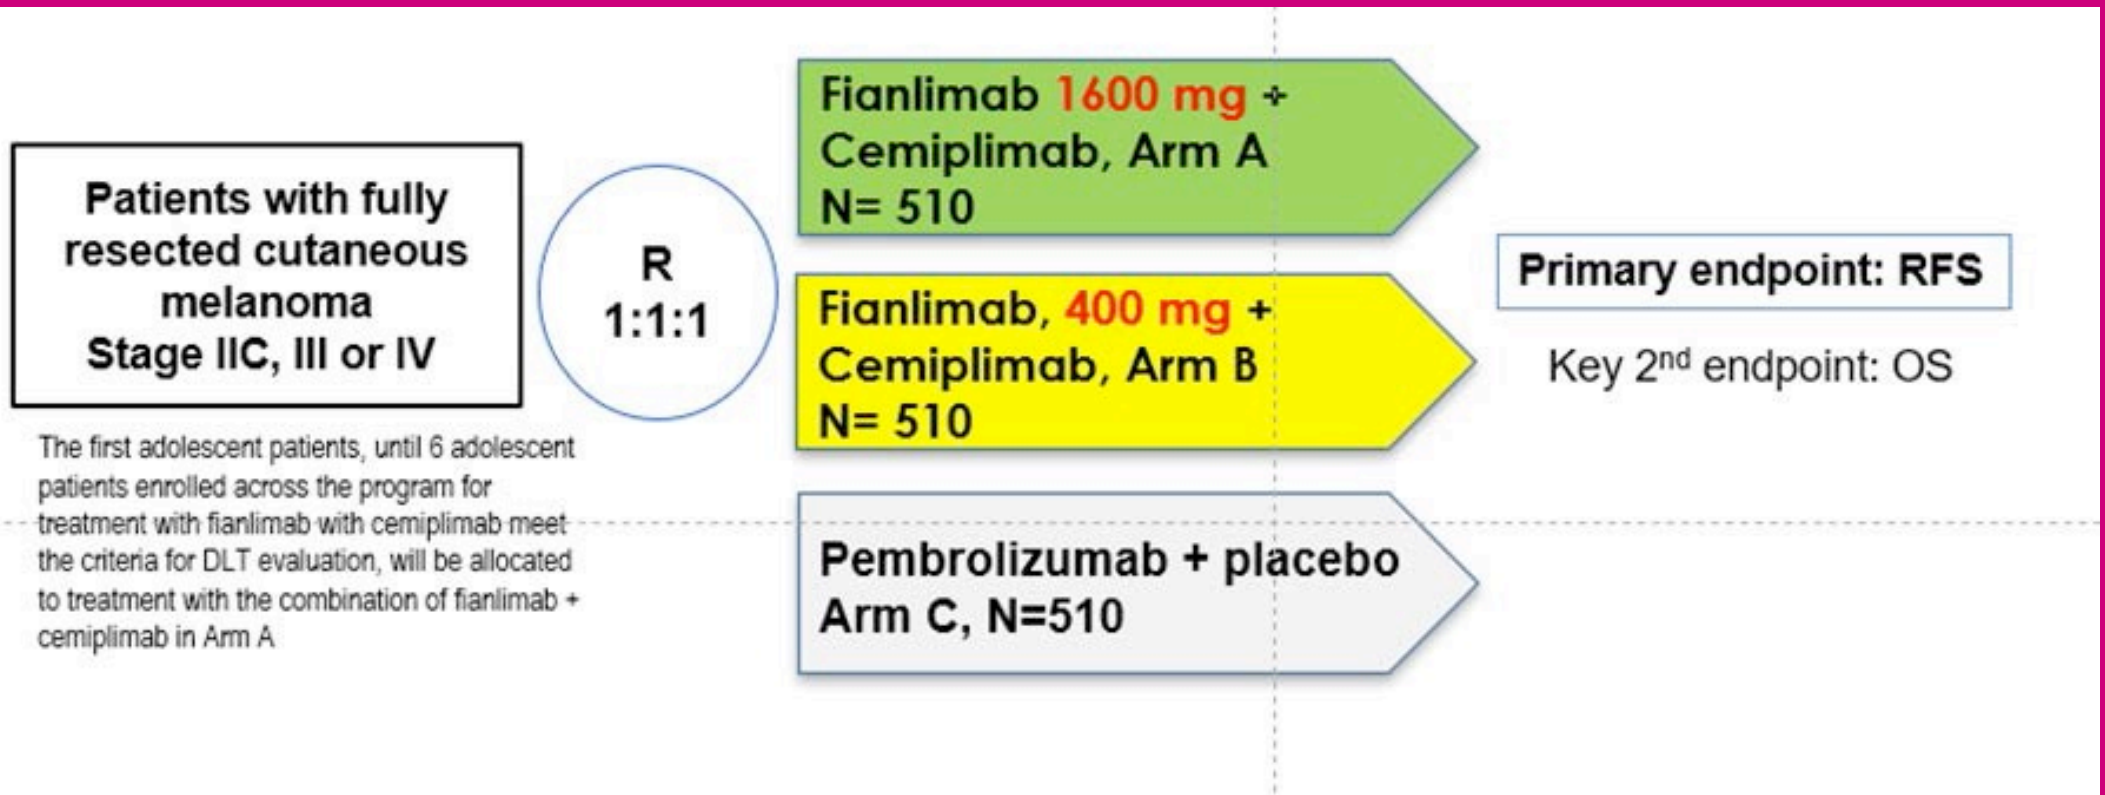 Patients with fully
resected cutaneous
melanoma
Stage IIC, III or IV
The first adolescent patients, until 6 adolescent
patients enrolled across the program for
treatment with fianlimab with cemiplimab meet
the criteria for DLT evaluation, will be allocated
to treatment with the combination of fianlimab +
cemiplimab in Arm A
R
1:1:1
Fianlimab 1600 mg +
Cemiplimab, Arm A
N= 510
Fianlimab, 400 mg +
Cemiplimab, Arm B
N= 510
Pembrolizumab + placebo
Arm C, N=510
Primary endpoint: RFS
Key 2nd endpoint: OS